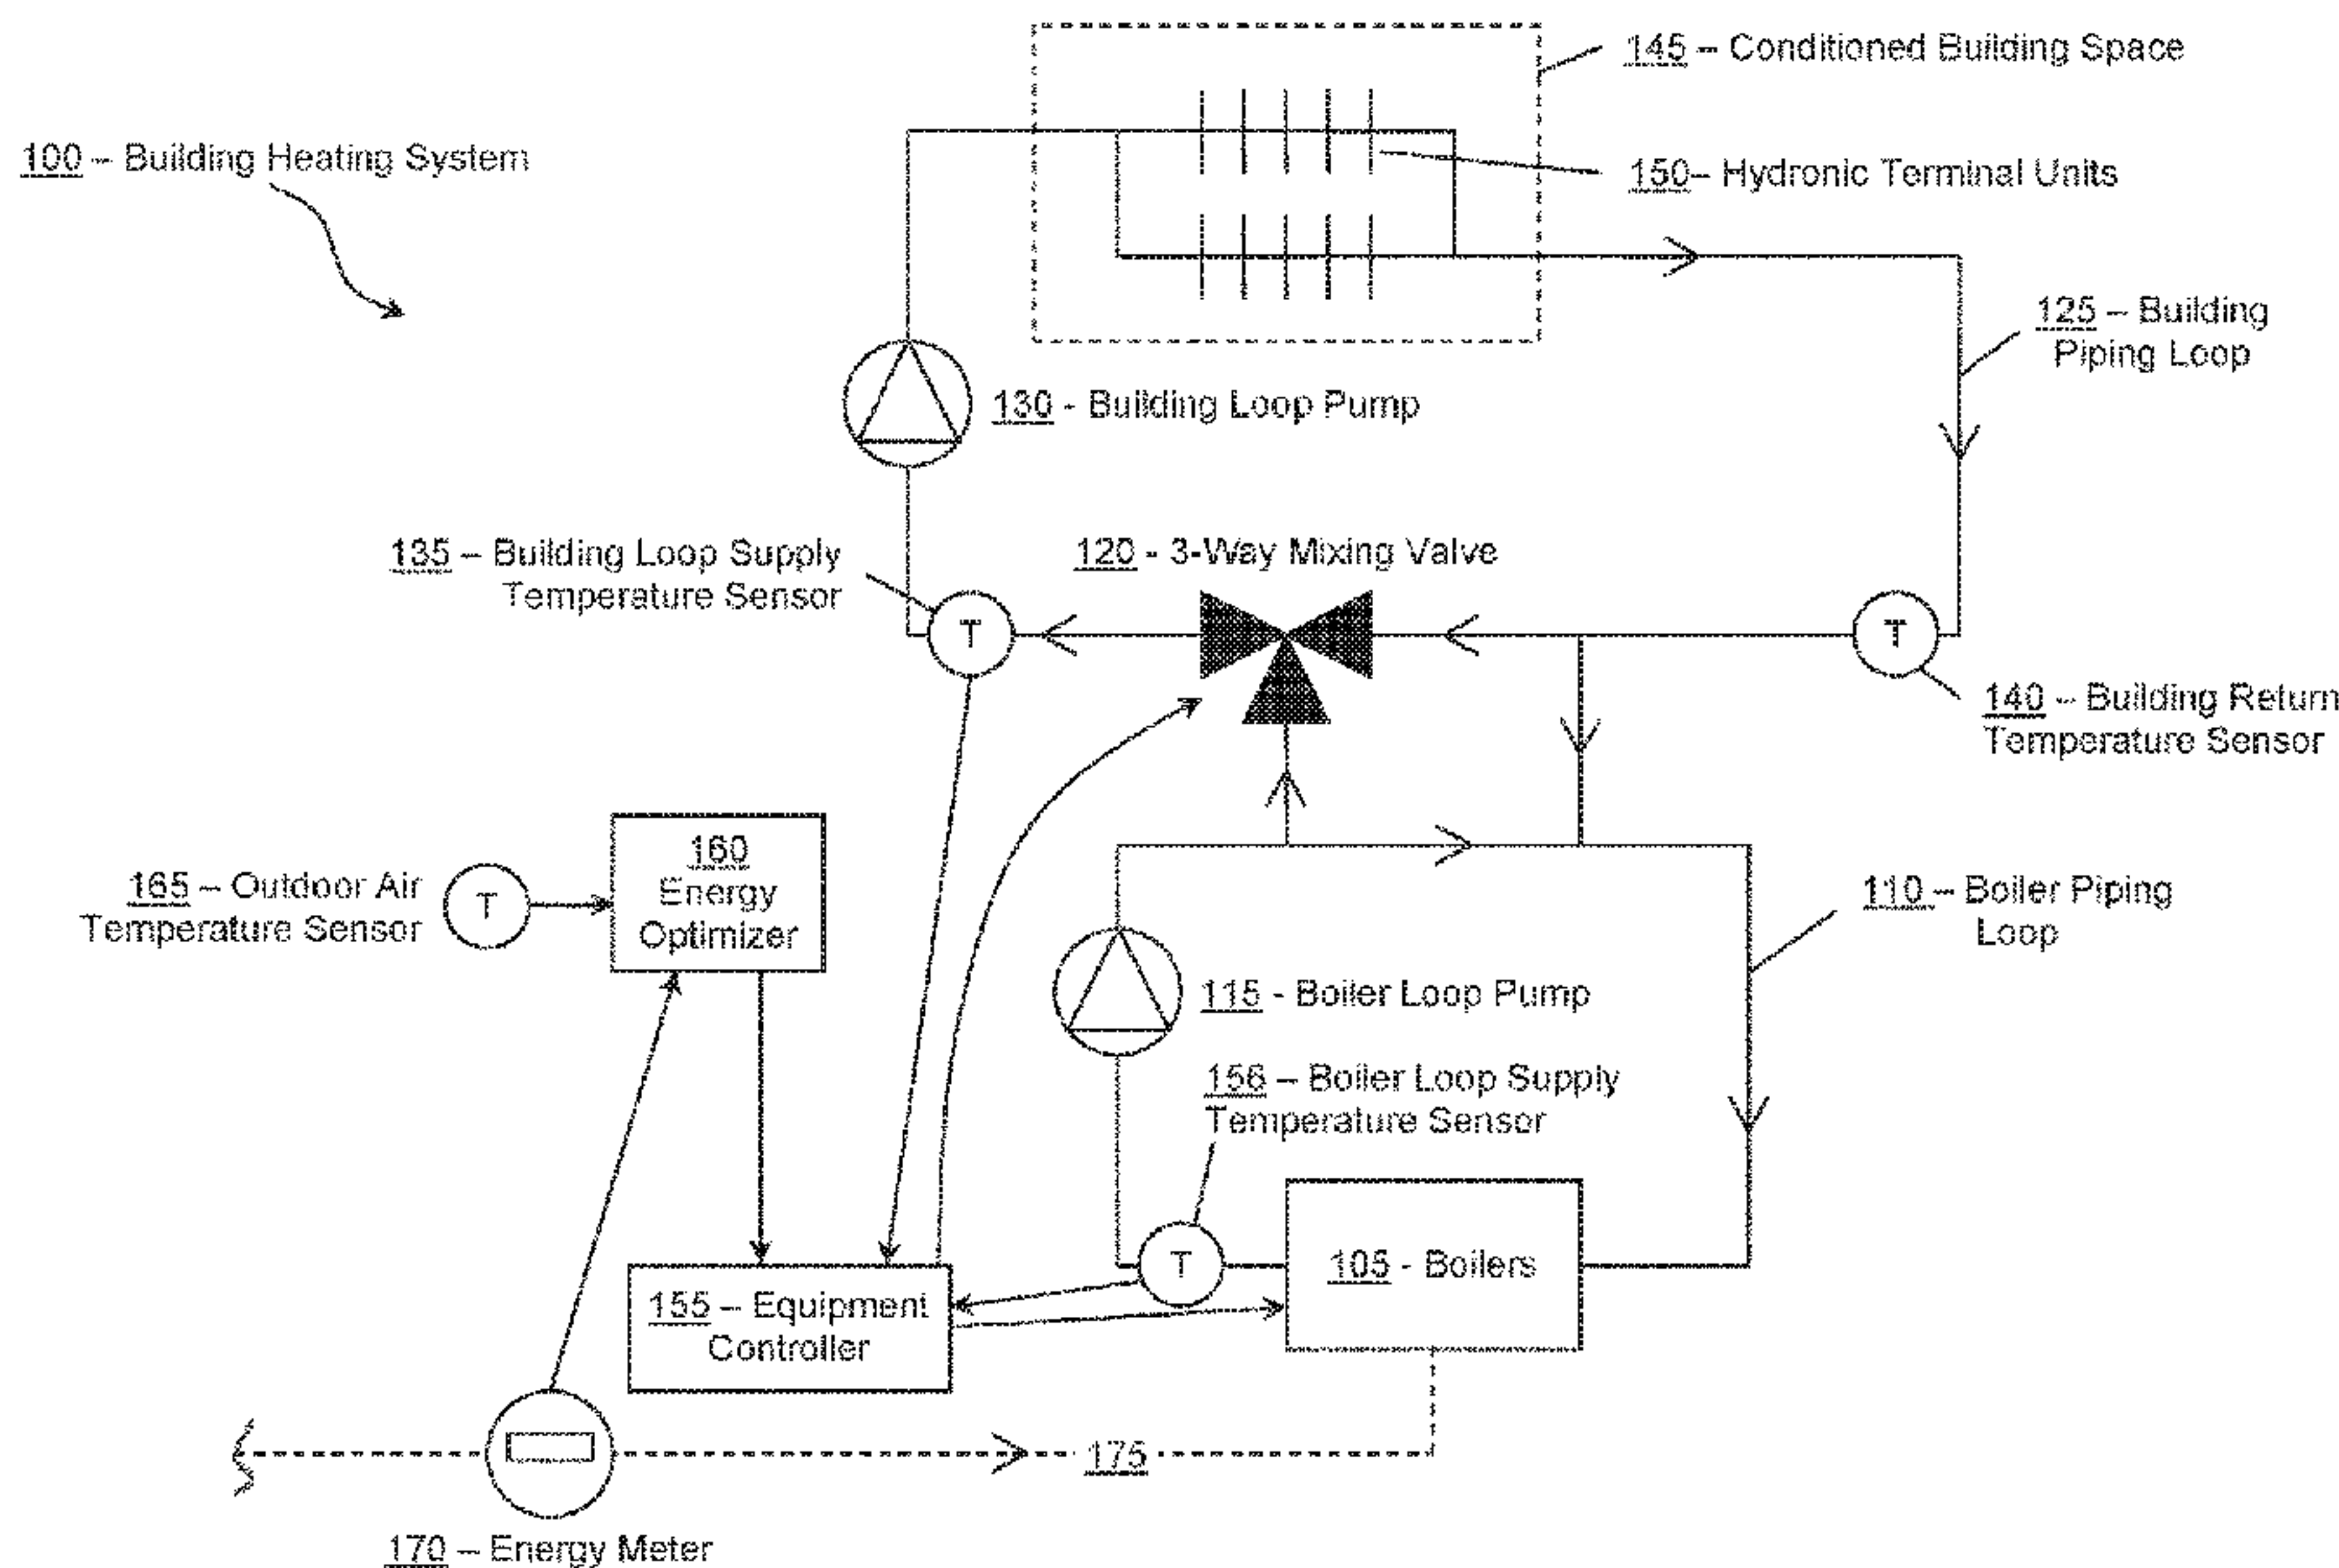 145 – Conditioned Building Space
100 – Building Heating System
150– Hydronic Terminal Units
125 – Building
Piping Loop
130 - Building Loop Pump
135 – Building Loop Supply
Temperature Sensor
120 - 3-Way Mixing Valve
T
T
140 – Building Return
Temperature Sensor
160
Energy
Optimizer
165 – Outdoor Air
Temperature Sensor
T
110 – Boiler Piping
Loop
115 - Boiler Loop Pump
156 – Boiler Loop Supply
Temperature Sensor
T
105 - Boilers
155 – Equipment
Controller
175
170 – Energy Meter